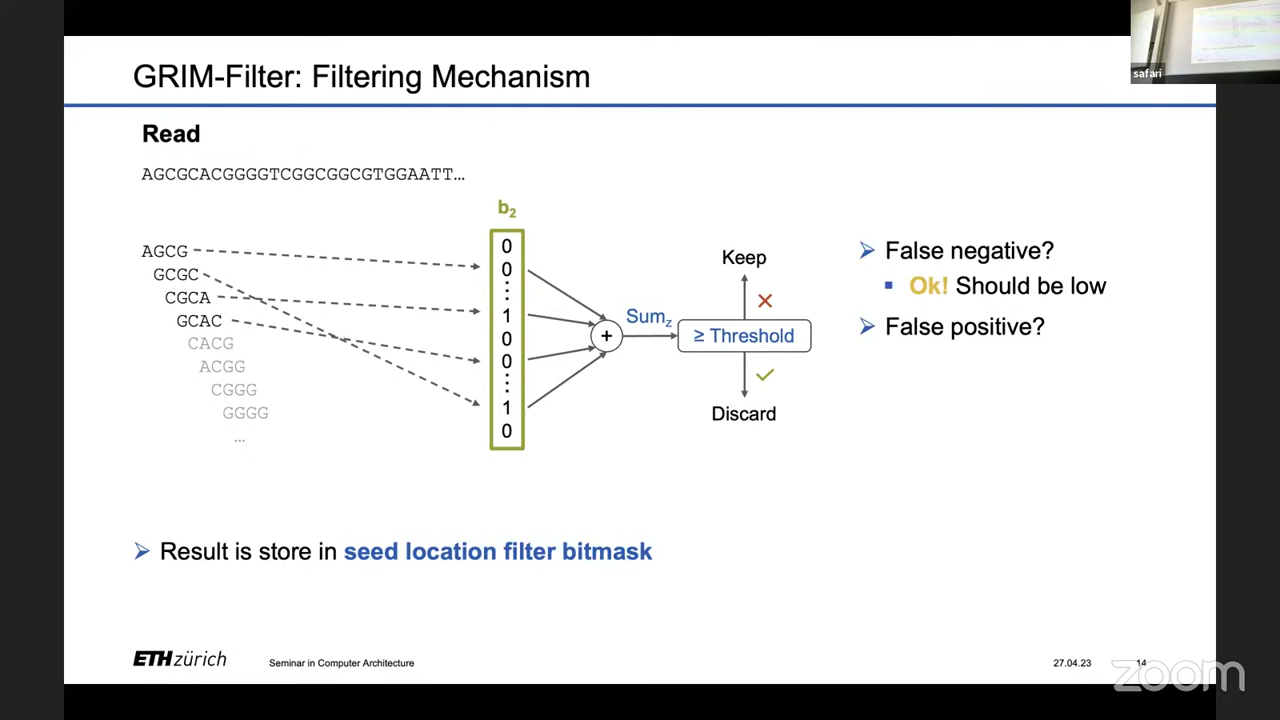 safari
GRIM-Filter: Filtering Mechanism
Read
AGCGCACGGGGTCGGCGGCGTGGAATT…
b2
AGCG
GCGC
CGCA
GCAC
CACG
ACGG
CGGG
GGGG
…
0
0
⋮
1
0
0
⋮
1
0
+
Sumz
Keep
≥ Threshold
Discard
➢ False negative?
▪ Ok! Should be low
➢ False positive?
➢ Result is store in seed location filter bitmask
ETH zürich
Seminar in Computer Architecture
27.04.23
14
zoom